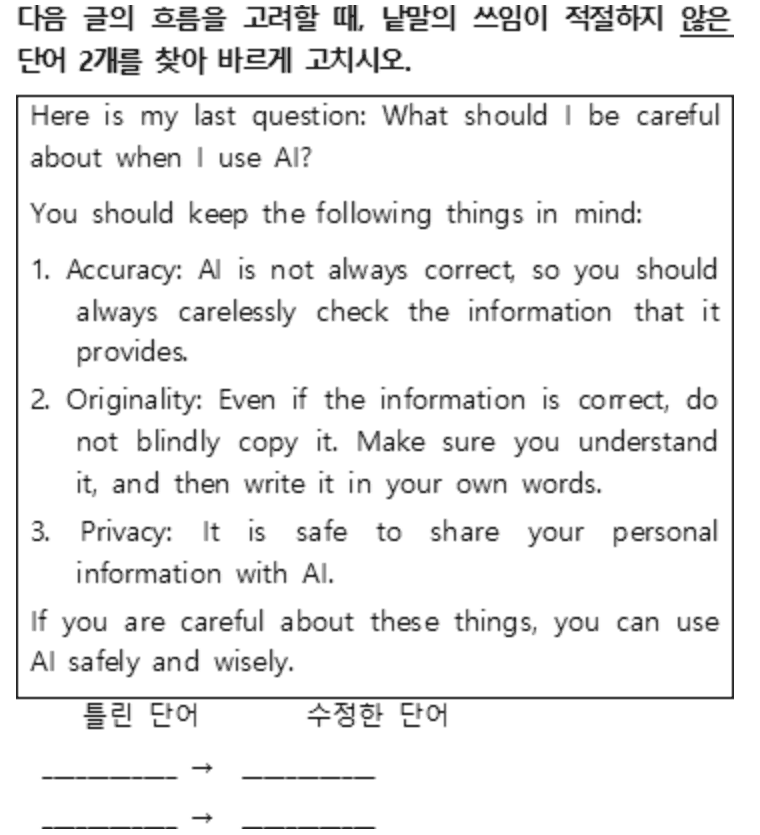 다음 글의 흐름을 고려할 때, 낱말의 쓰임이 적절하지 않은
단어 2개를 찾아 바르게 고치시오.
Here is my last question: What should I be careful
about when I use AI?
You should keep the following things in mind:
1. Accuracy: AI is not always correct, so you should
always carelessly check the information that it
provides.
2. Originality: Even if the information is correct, do
not blindly copy it. Make sure you understand
it, and then write it in your own words.
3. Privacy: It is safe to share your personal
information with AI.
If you are careful about these things, you can use
AI safely and wisely.
틀린 단어 수정한 단어
____________ → ____________
____________ → ____________